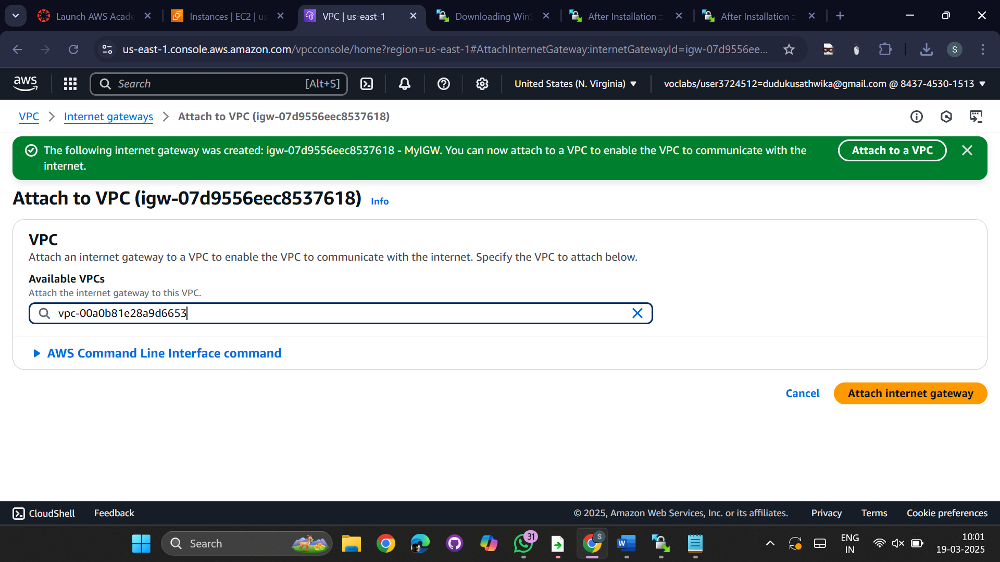 Launch AWS Acade
Instances | EC2 | us
VPC | us-east-1
Downloading WinS
After Installation ::
After Installation ::
us-east-1.console.aws.amazon.com/vpcconsole/home?region=us-east-1#AttachInternetGateway:internetGatewayId=igw-07d9556ee...
S
aws
Search
[Alt+S]
United States (N. Virginia)
voclabs/user3724512=dudukusathwika@gmail.com @ 8437-4530-1513
VPC
Internet gateways
Attach to VPC (igw-07d9556eec8537618)
The following internet gateway was created: igw-07d9556eec8537618 - MyIGW. You can now attach to a VPC to enable the VPC to communicate with the
internet.
Attach to a VPC
Attach to VPC (igw-07d9556eec8537618) Info
VPC
Attach an internet gateway to a VPC to enable the VPC to communicate with the internet. Specify the VPC to attach below.
Available VPCs
Attach the internet gateway to this VPC.
vpc-00a0b81e28a9d6653
AWS Command Line Interface command
Cancel
Attach internet gateway
CloudShell
Feedback
© 2025, Amazon Web Services, Inc. or its affiliates.
Privacy
Terms
Cookie preferences
Search
31
S
W
ENG
IN
10:01
19-03-2025